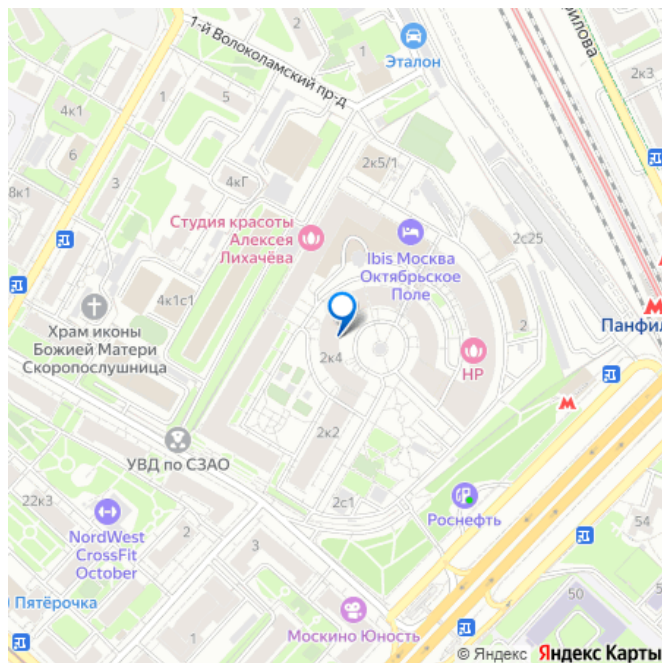 2
1-й Волоколамский пр-д
1
Эталон
2к3
4к1
1
5
6
3
4кГ
2к5/1
8к1
Студия красоты
Алексея
Лихачёва
Ibis Москва
Октябрьское
Поле
2с25
4к1с1
Храм иконы
Божией Матери
Скоропослушница
2
Панфил
2к4
НР
М
М
2к2
УВД по СЗАО
22к3
2с1
Роснефть
54
NordWest
CrossFit
October
2
3
50
Пятёрочка
Москино Юность
© Яндекс Яндекс Карты